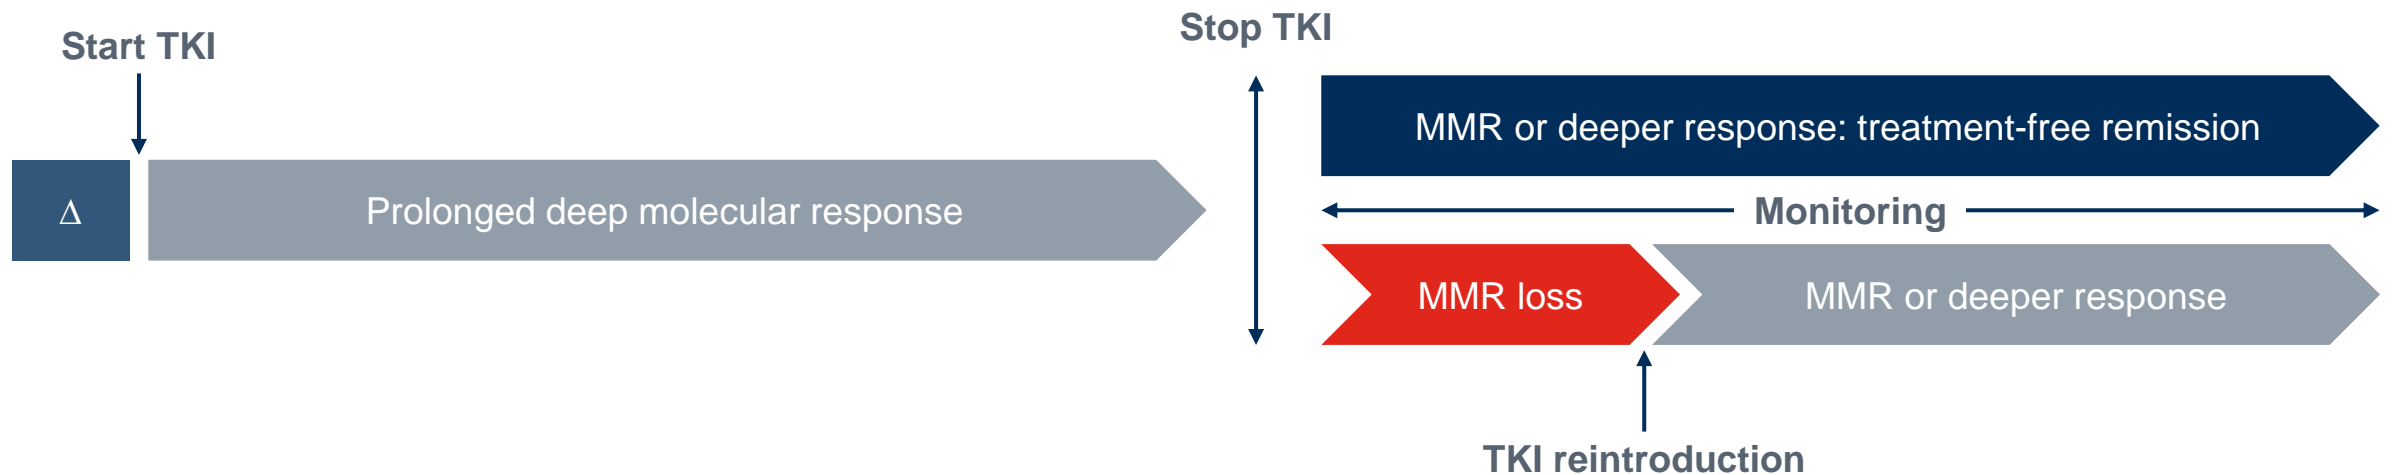 Start TKI
Stop TKI
Δ
Prolonged deep molecular response
MMR or deeper response: treatment-free remission
Monitoring
MMR loss
MMR or deeper response
TKI reintroduction